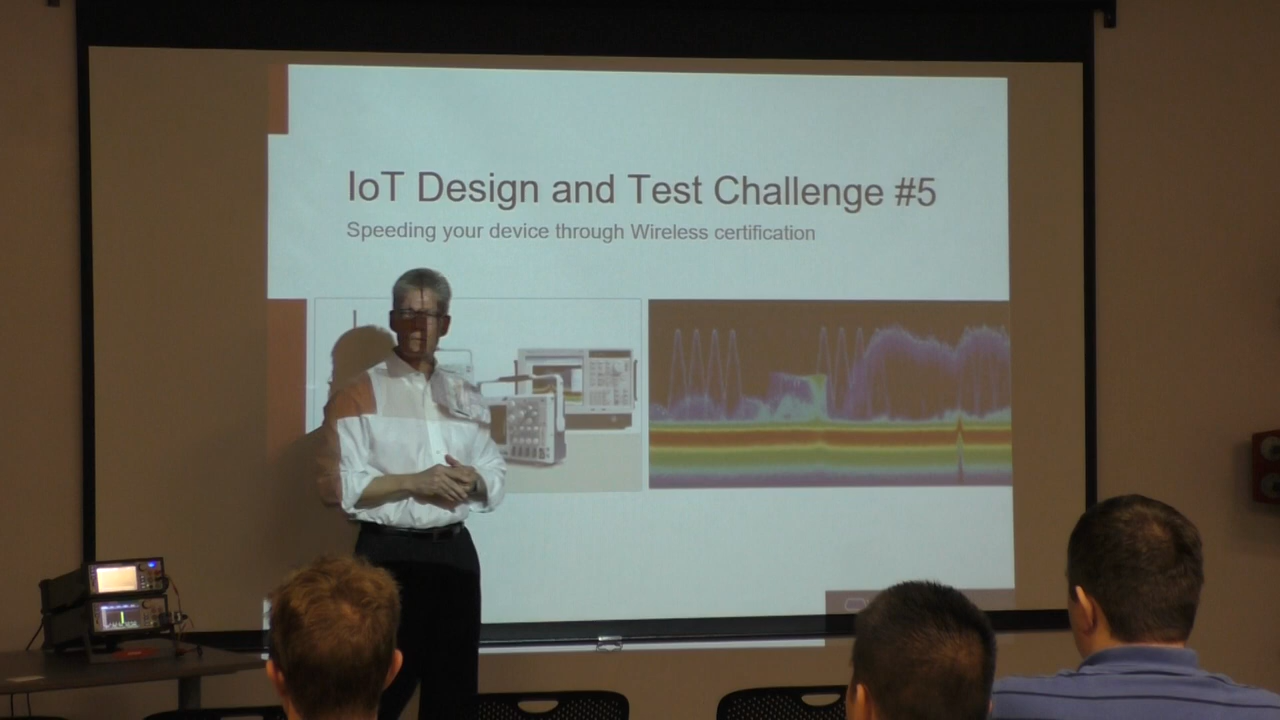 IoT Design and Test Challenge #5
Speeding your device through Wireless certification